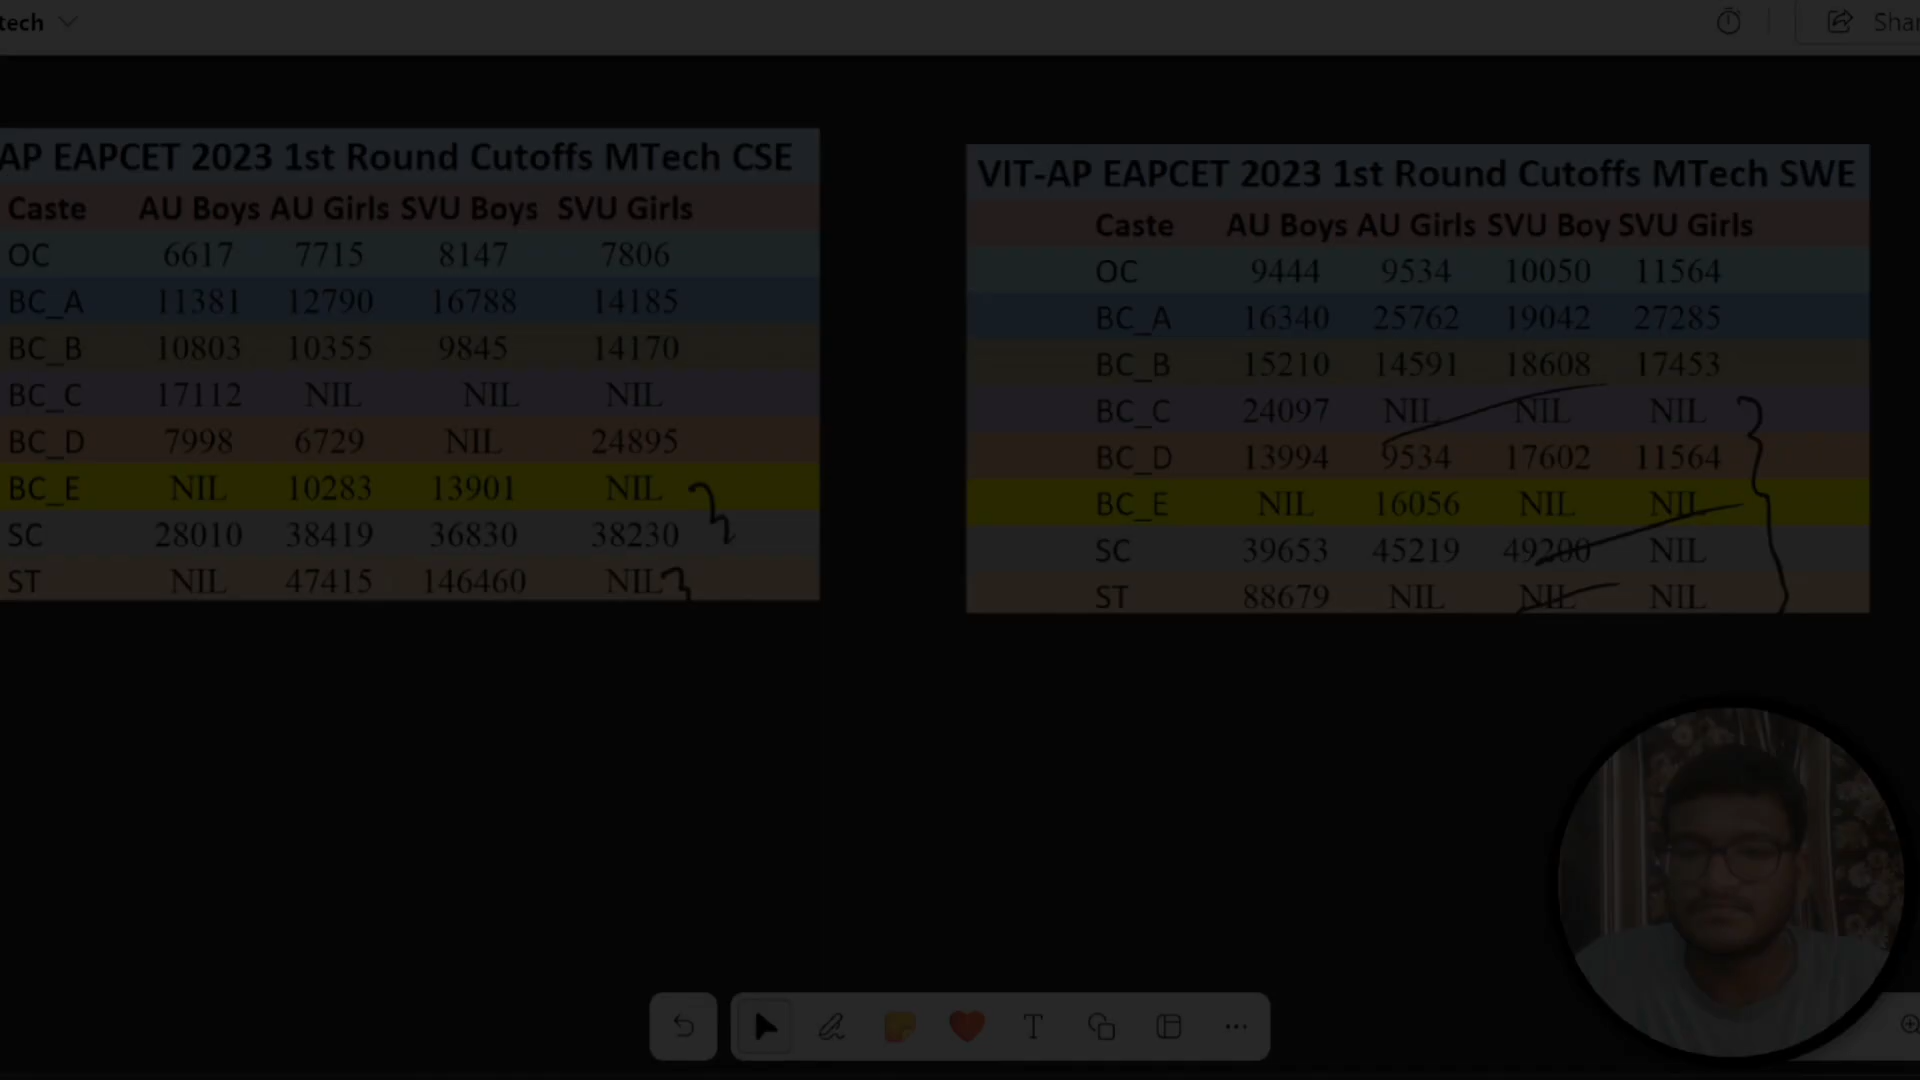 tech
Shar
AP EAPCET 2023 1st Round Cutoffs MTech CSE
Caste AU Boys AU Girls SVU Boys SVU Girls
OC 6617 7715 8147 7806
BC_A 11381 12790 16788 14185
BC_B 10803 10355 9845 14170
BC_C 17112 NIL NIL NIL
BC_D 7998 6729 NIL 24895
BC_E NIL 10283 13901 NIL
SC 28010 38419 36830 38230
ST NIL 47415 146460 NIL
VIT-AP EAPCET 2023 1st Round Cutoffs MTech SWE
Caste AU Boys AU Girls SVU Boy SVU Girls
OC 9444 9534 10050 11564
BC_A 16340 25762 19042 27285
BC_B 15210 14591 18608 17453
BC_C 24097 NIL NIL NIL
BC_D 13994 9534 17602 11564
BC_E NIL 16056 NIL NIL
SC 39653 45219 49200 NIL
ST 88679 NIL NIL NIL
T